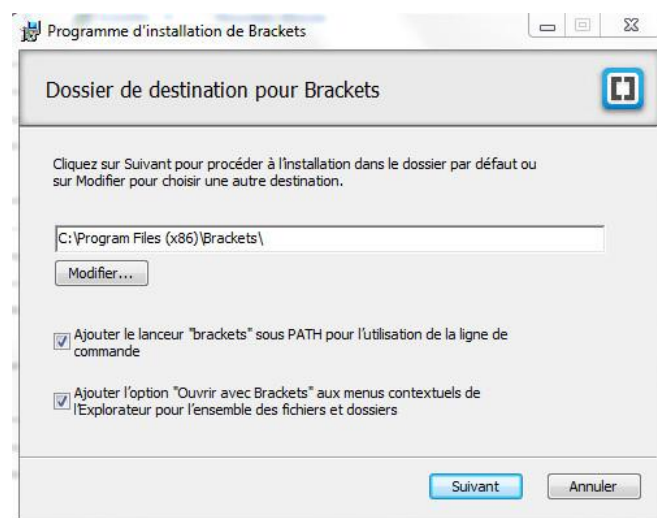 Programme d'installation de Brackets
Dossier de destination pour Brackets
Cliquez sur Suivant pour procéder à l'installation dans le dossier par défaut ou
sur Modifier pour choisir une autre destination.
C:\Program Files (x86)\Brackets\
Modifier...
Ajouter le lanceur "brackets" sous PATH pour l'utilisation de la ligne de
commande
Ajouter l'option "Ouvrir avec Brackets" aux menus contextuels de
l'Explorateur pour l'ensemble des fichiers et dossiers
Suivant
Annuler